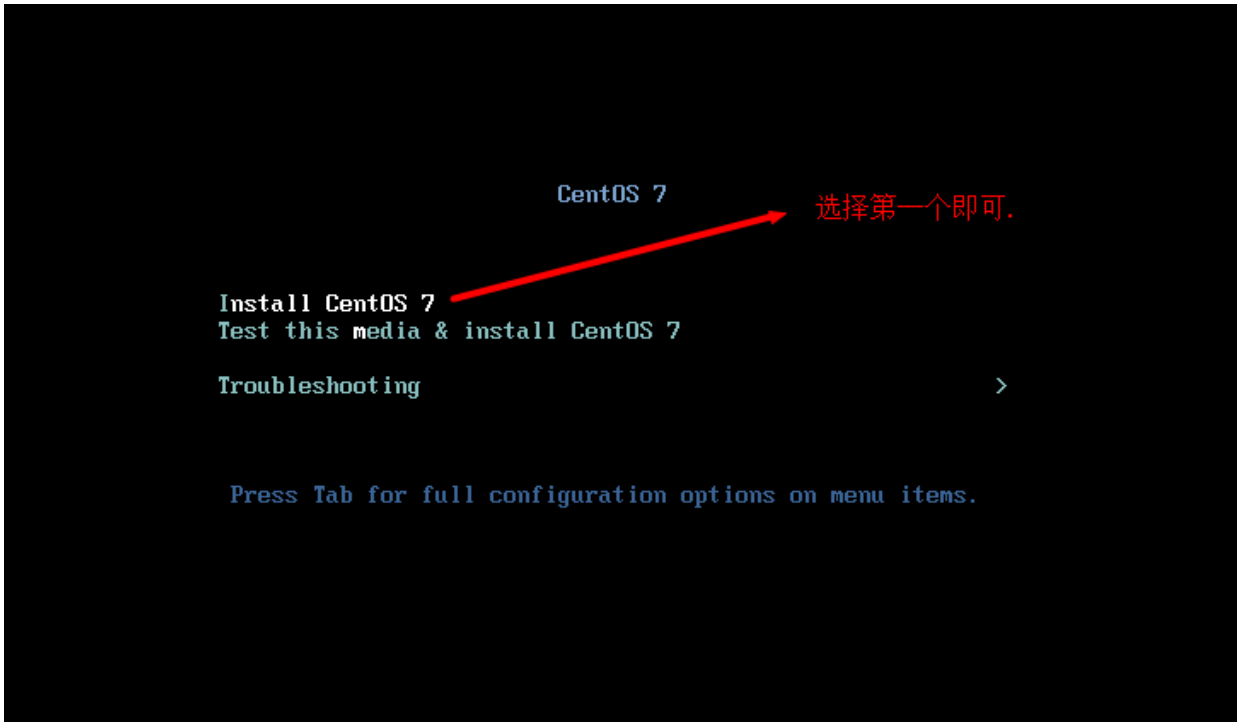 CentOS 7
选择第一个即可.
Install CentOS 7
Test this media & install CentOS 7
Troubleshooting >
Press Tab for full configuration options on menu items.